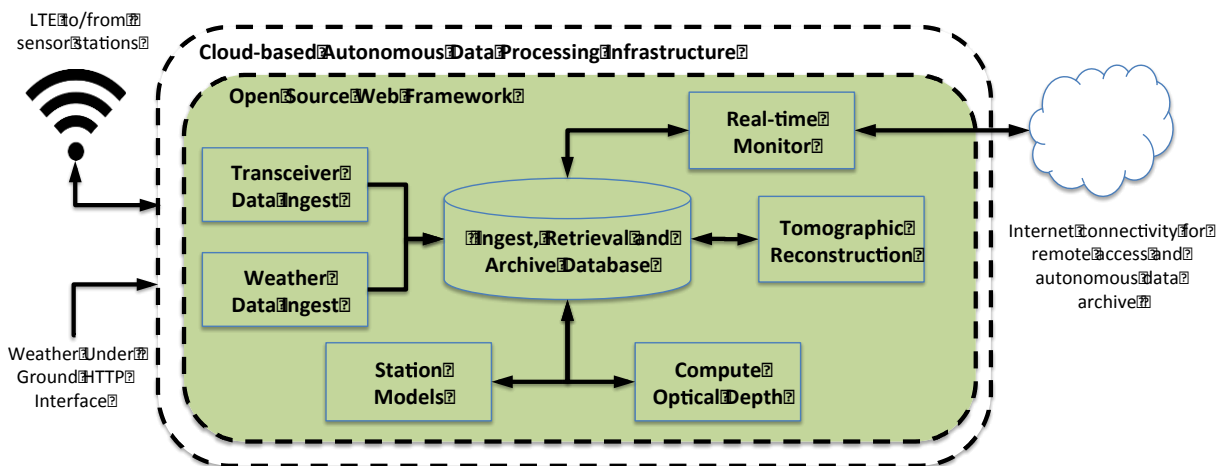 LTE to/from
sensor stations
Cloud-based Autonomous Data Processing Infrastructure
Open Source Web Framework
Real-time
Monitor
Transceiver
Data Ingest
Ingest, Retrieval and
Archive Database
Tomographic
Reconstruction
Weather
Data Ingest
Internet connectivity for
remote access and
autonomous data
archive
Weather Under
Ground HTTP
Interface
Station
Models
Compute
Optical Depth